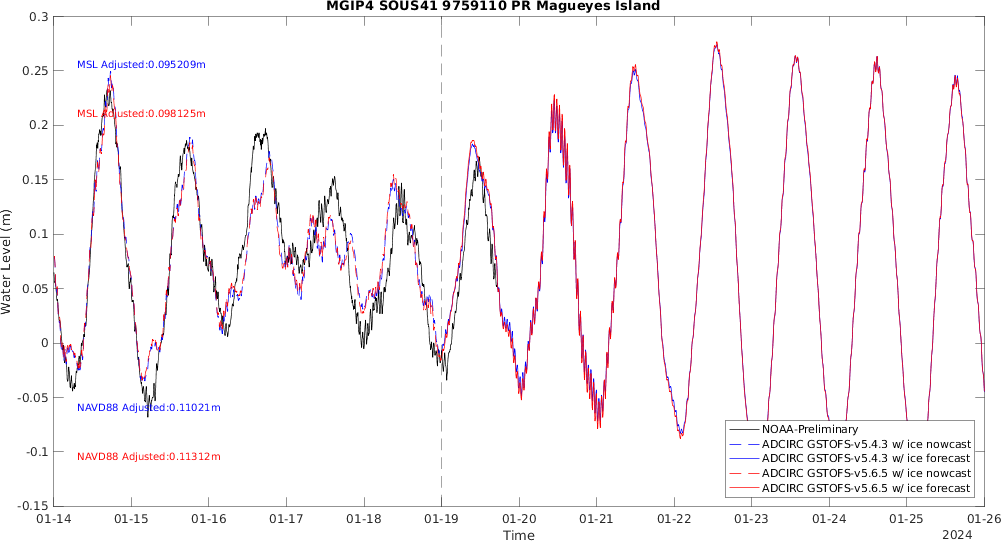 MGIP4 SOUS41 9759110 PR Magueyes Island
0.3
0.25
0.2
0.15
0.1
0.05
0
-0.05
-0.1
-0.15
Water Level (m)
MSL Adjusted:0.095209m
MSL Adjusted:0.098125m
NAVD88 Adjusted:0.11021m
NAVD88 Adjusted:0.11312m
NOAA-Preliminary
ADCIRC GSTOFS-v5.4.3 w/ ice nowcast
ADCIRC GSTOFS-v5.4.3 w/ ice forecast
ADCIRC GSTOFS-v5.6.5 w/ ice nowcast
ADCIRC GSTOFS-v5.6.5 w/ ice forecast
01-14 01-15 01-16 01-17 01-18 01-19 01-20 01-21 01-22 01-23 01-24 01-25 01-26
Time
2024